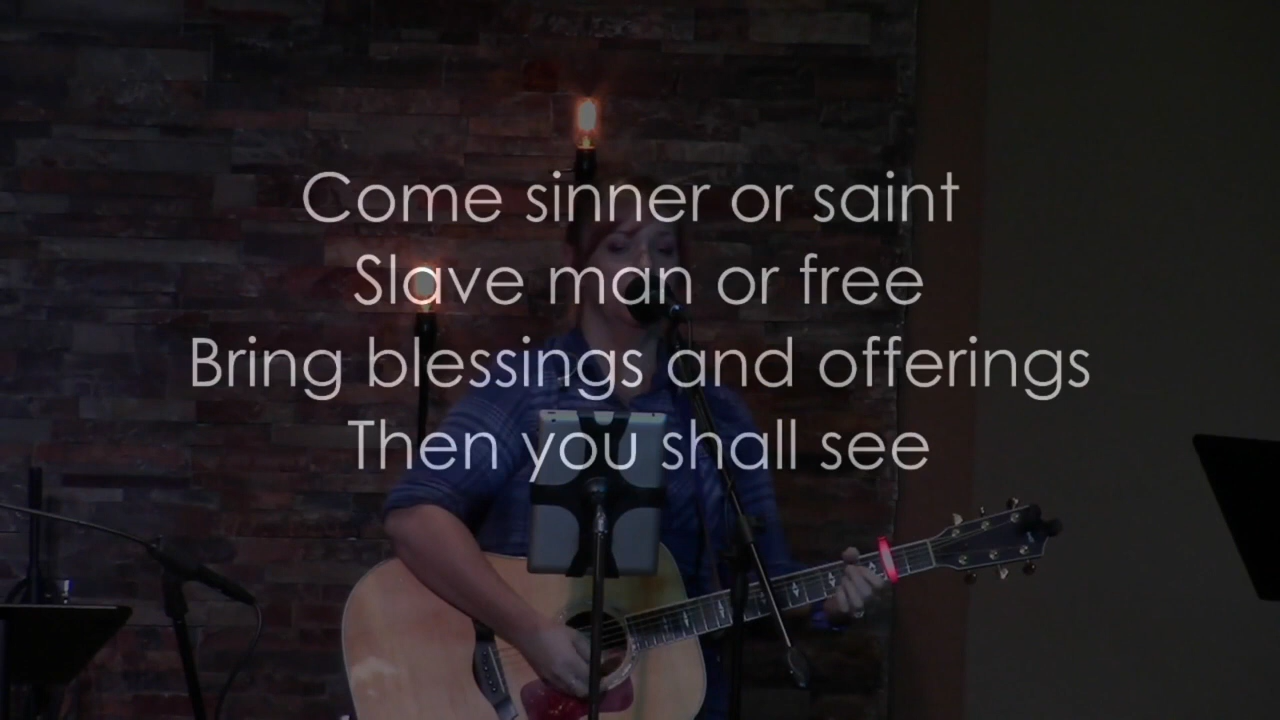 Come sinner or saint
Slave man or free
Bring blessings and offerings
Then you shall see